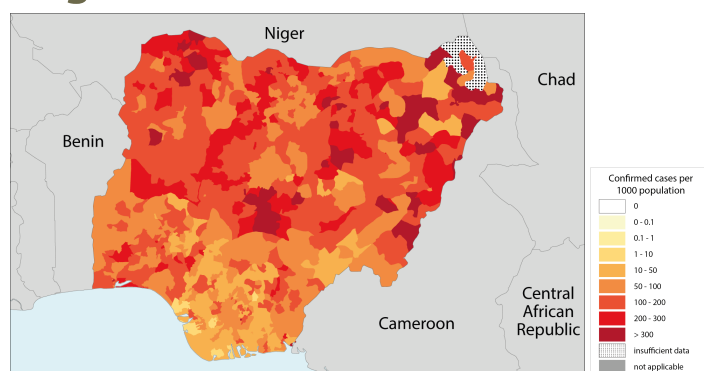 Niger
Chad
Benin
Confirmed cases per
1000 population
0
0 - 0.1
0.1 - 1
1 - 10
10 - 50
50 - 100
100 - 200
200 - 300
> 300
insufficient data
not applicable
Central
African
Republic
Cameroon